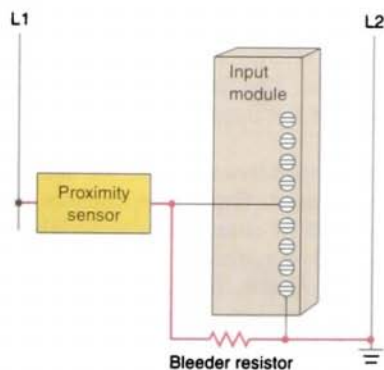 L1
L2
Input
module
Proximity
sensor
Bleeder resistor